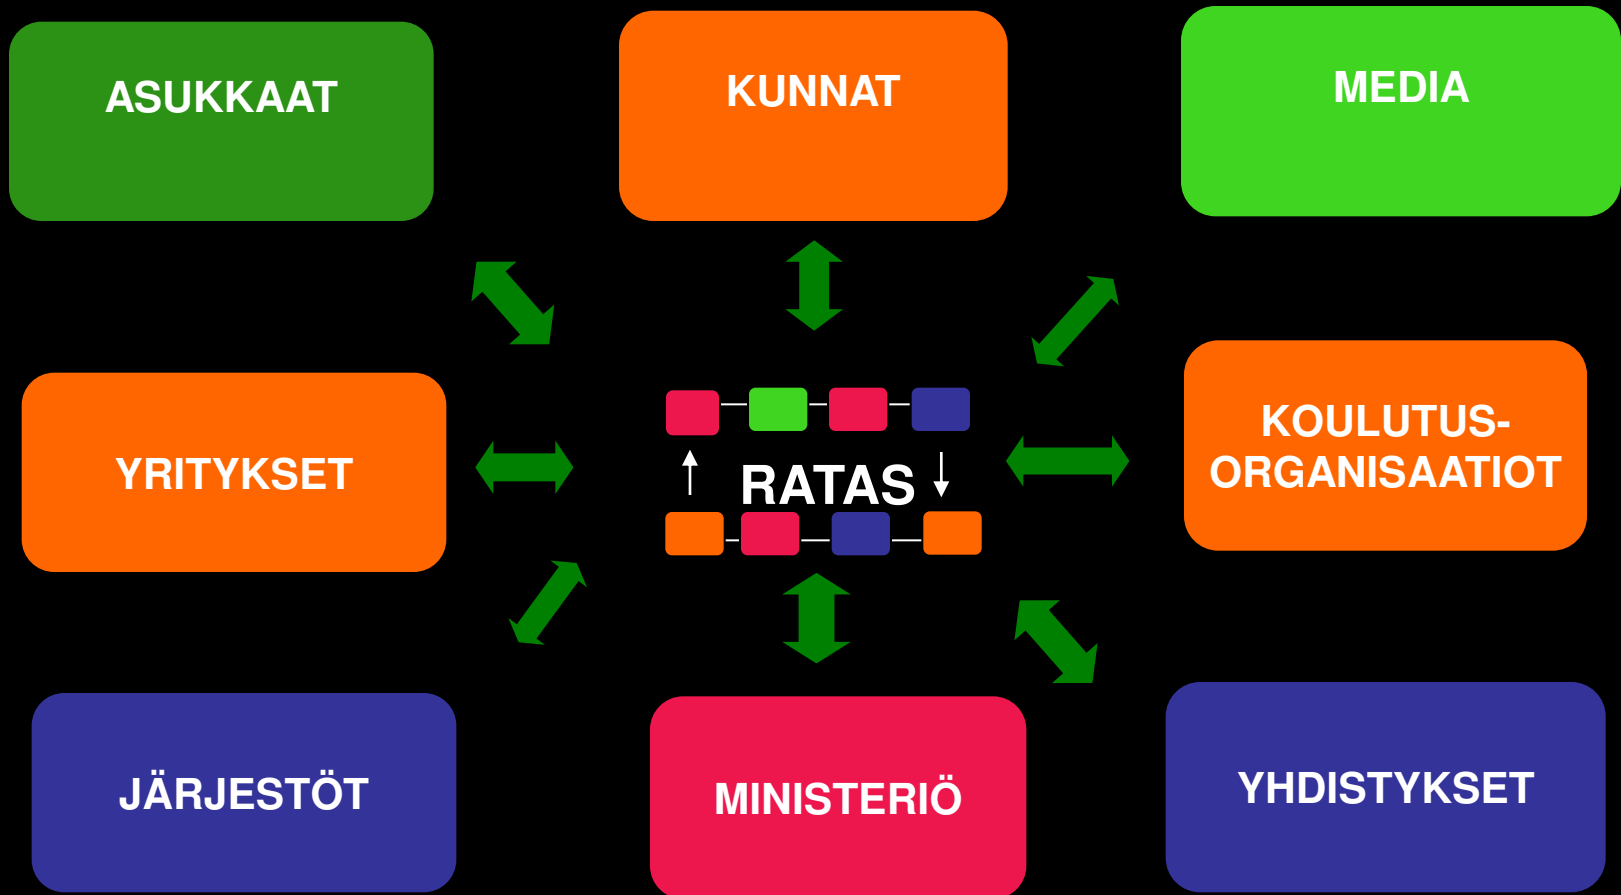 ASUKKAAT
KUNNAT
MEDIA
YRITYKSET
RATAS
KOULUTUS-
ORGANISAATIOT
JÄRJESTÖT
MINISTERIÖ
YHDISTYKSET